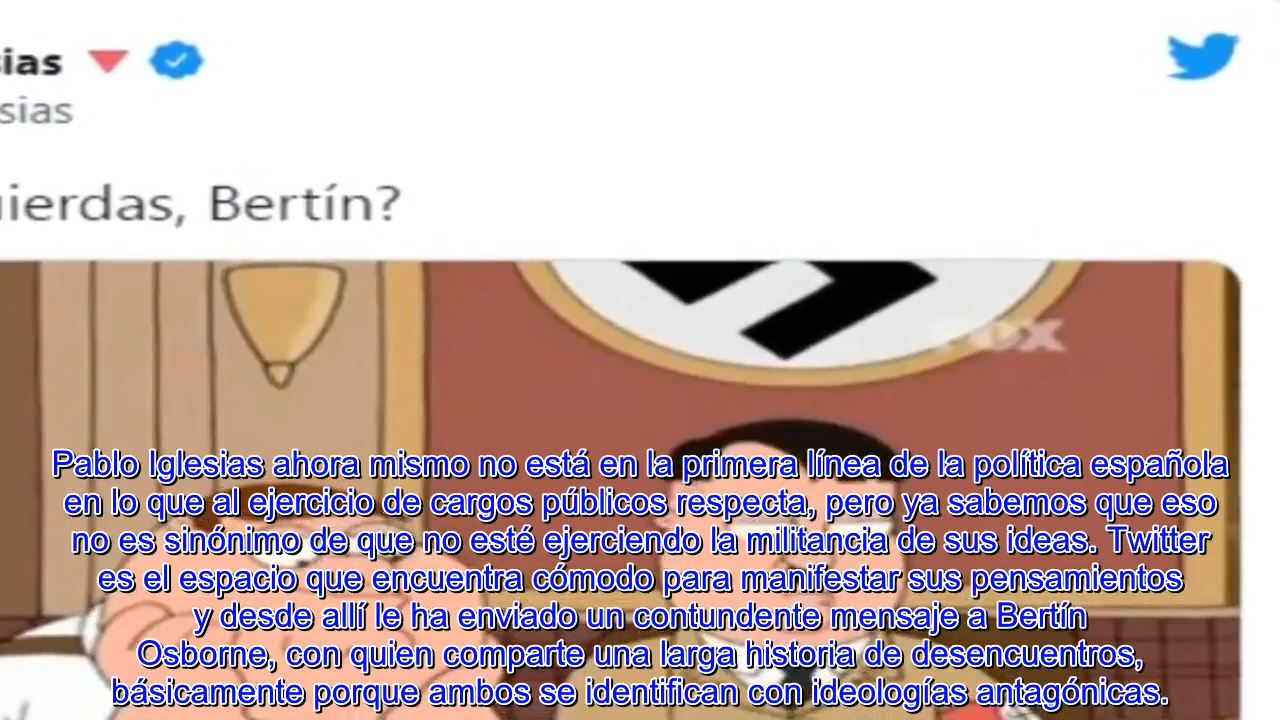 sias
sias
uierdas, Bertín?
FOX
Pablo Iglesias ahora mismo no está en la primera línea de la política española
en lo que al ejercicio de cargos públicos respecta, pero ya sabemos que eso
no es sinónimo de que no esté ejerciendo la militancia de sus ideas. Twitter
es el espacio que encuentra cómodo para manifestar sus pensamientos
y desde allí le ha enviado un contundente mensaje a Bertín
Osborne, con quien comparte una larga historia de desencuentros,
básicamente porque ambos se identifican con ideologías antagónicas.